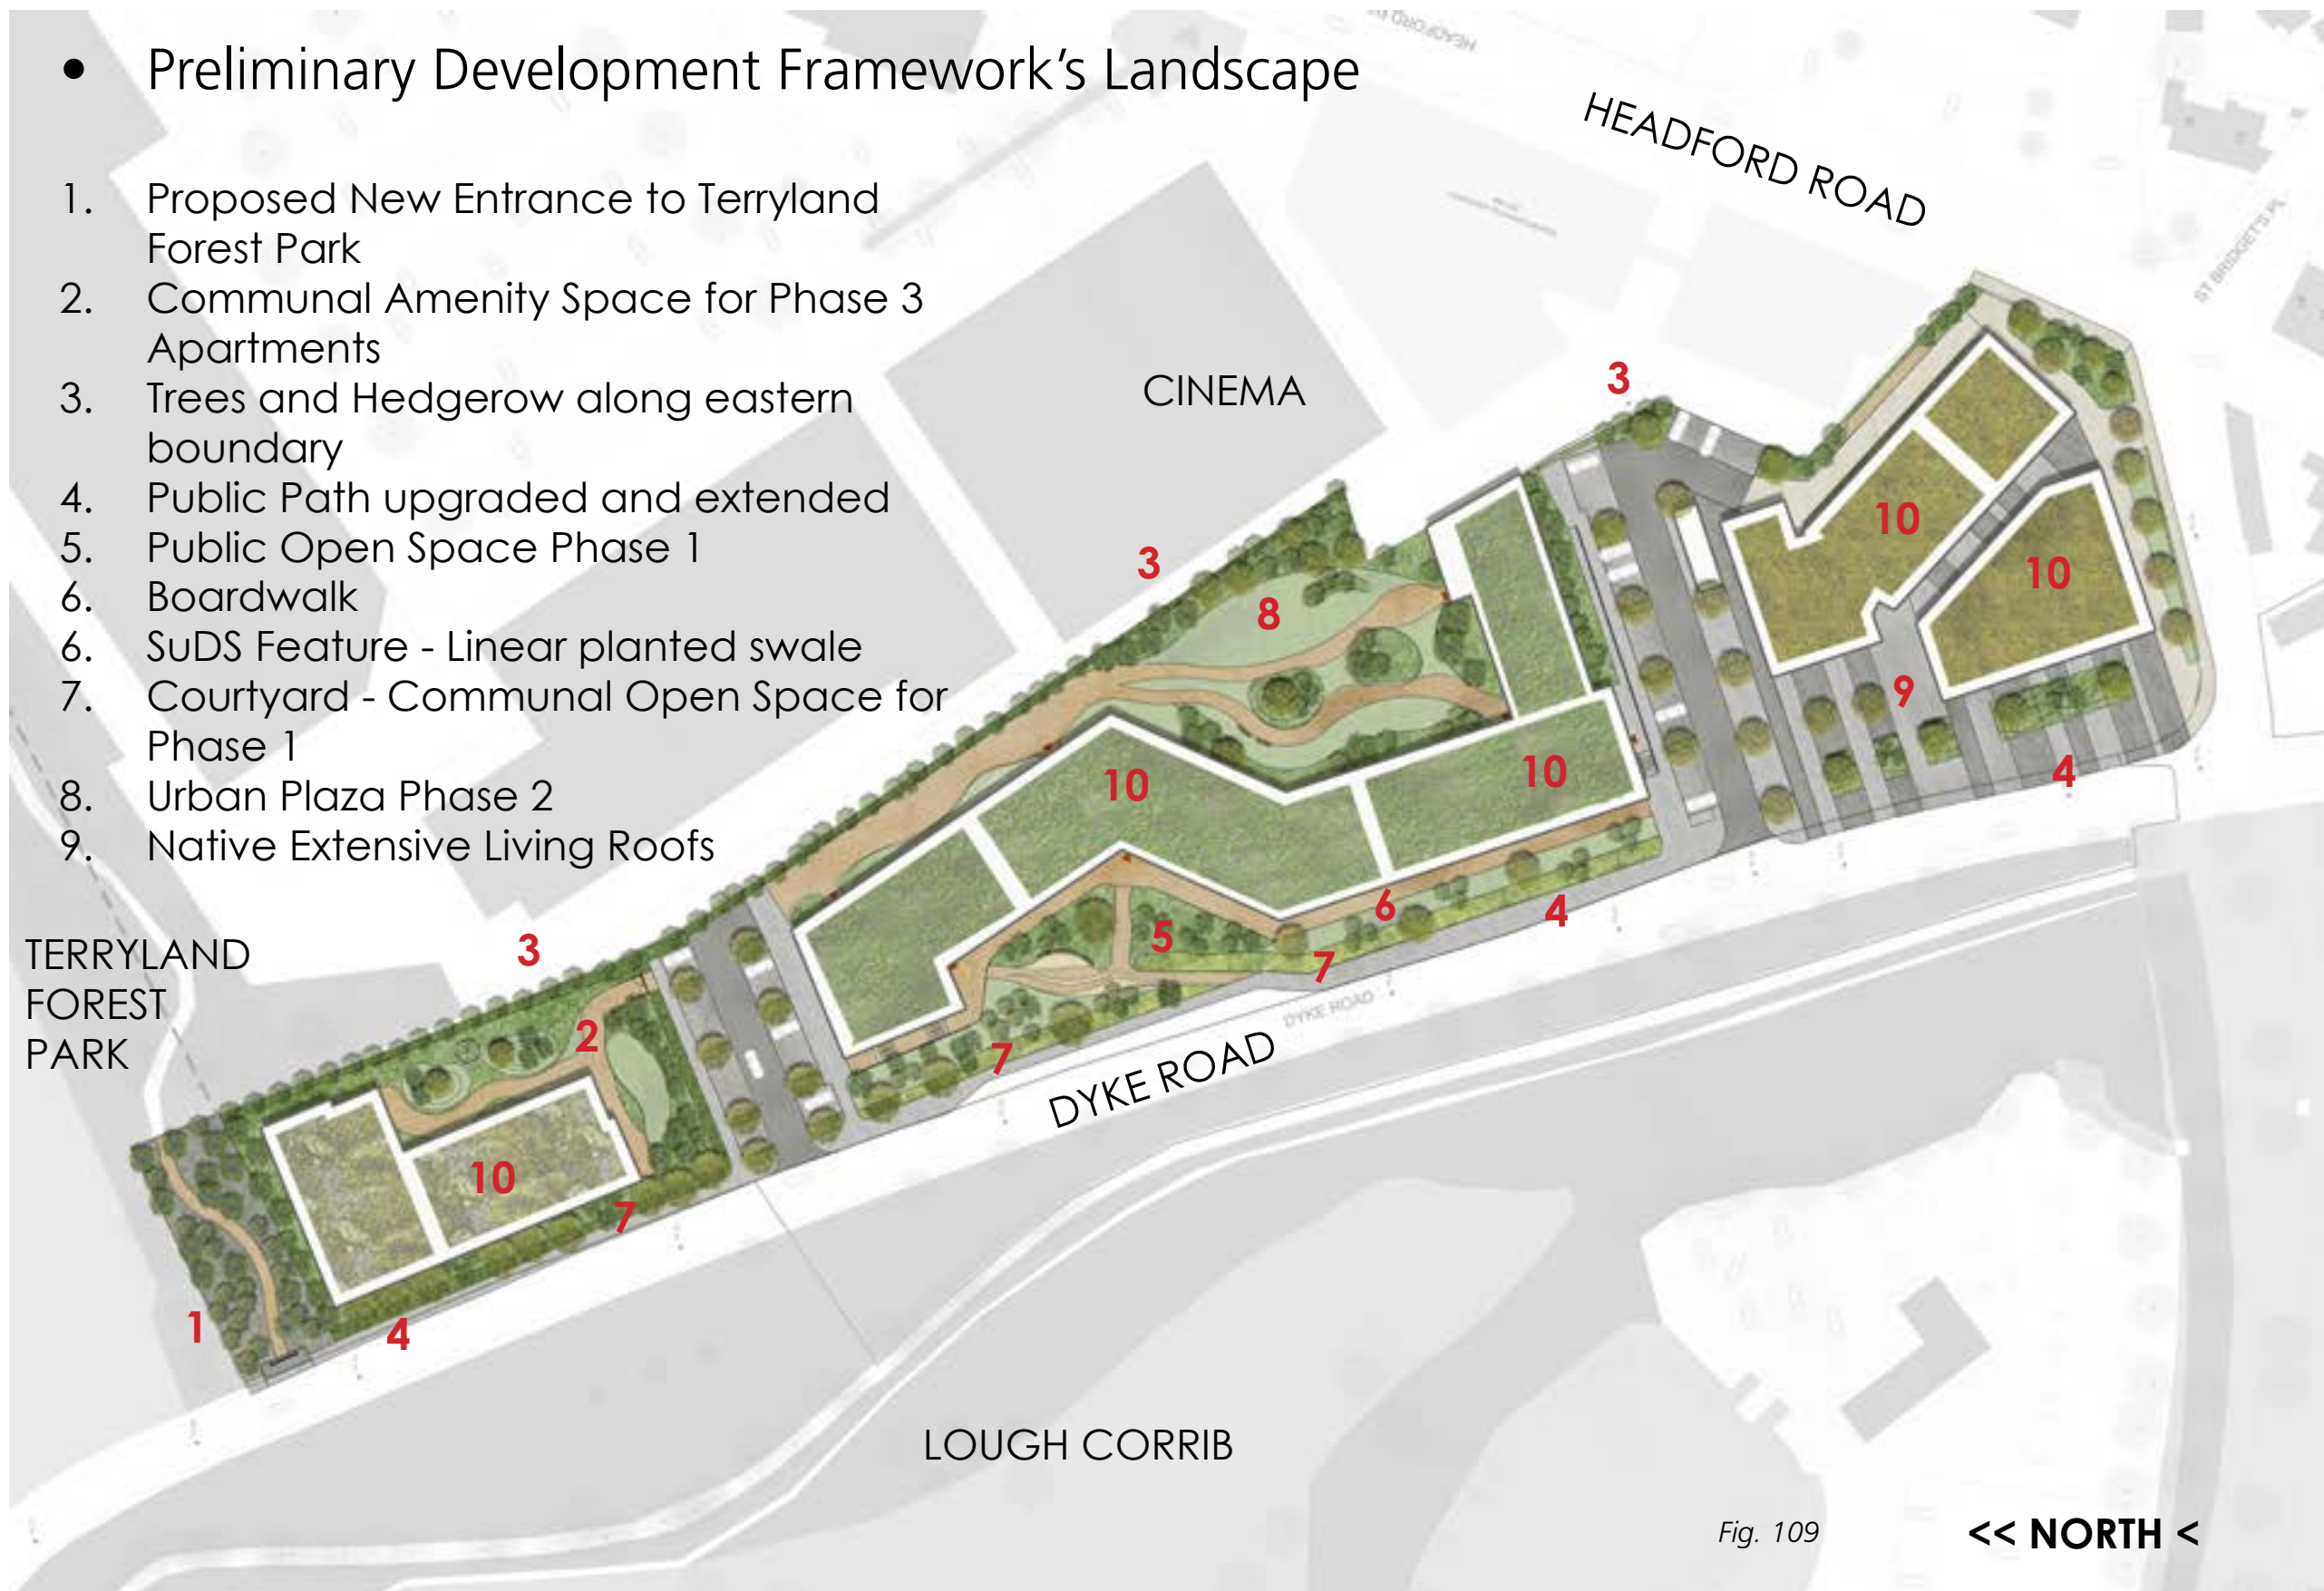 • Preliminary Development Framework's Landscape
1. Proposed New Entrance to Terryland
Forest Park
2. Communal Amenity Space for Phase 3
Apartments
3. Trees and Hedgerow along eastern
boundary
4. Public Path upgraded and extended
5. Public Open Space Phase 1
6. Boardwalk
6. SuDS Feature - Linear planted swale
7. Courtyard - Communal Open Space for
Phase 1
8. Urban Plaza Phase 2
9. Native Extensive Living Roofs
HEADFORD ROAD
ST BRIDGET'S PL
CINEMA
3
3
8
10
10
9
4
10
10
6
4
5
7
7
3
2
10
7
1
4
TERRYLAND
FOREST
PARK
DYKE ROAD
DYKE ROAD
LOUGH CORRIB
Fig. 109
<< NORTH <